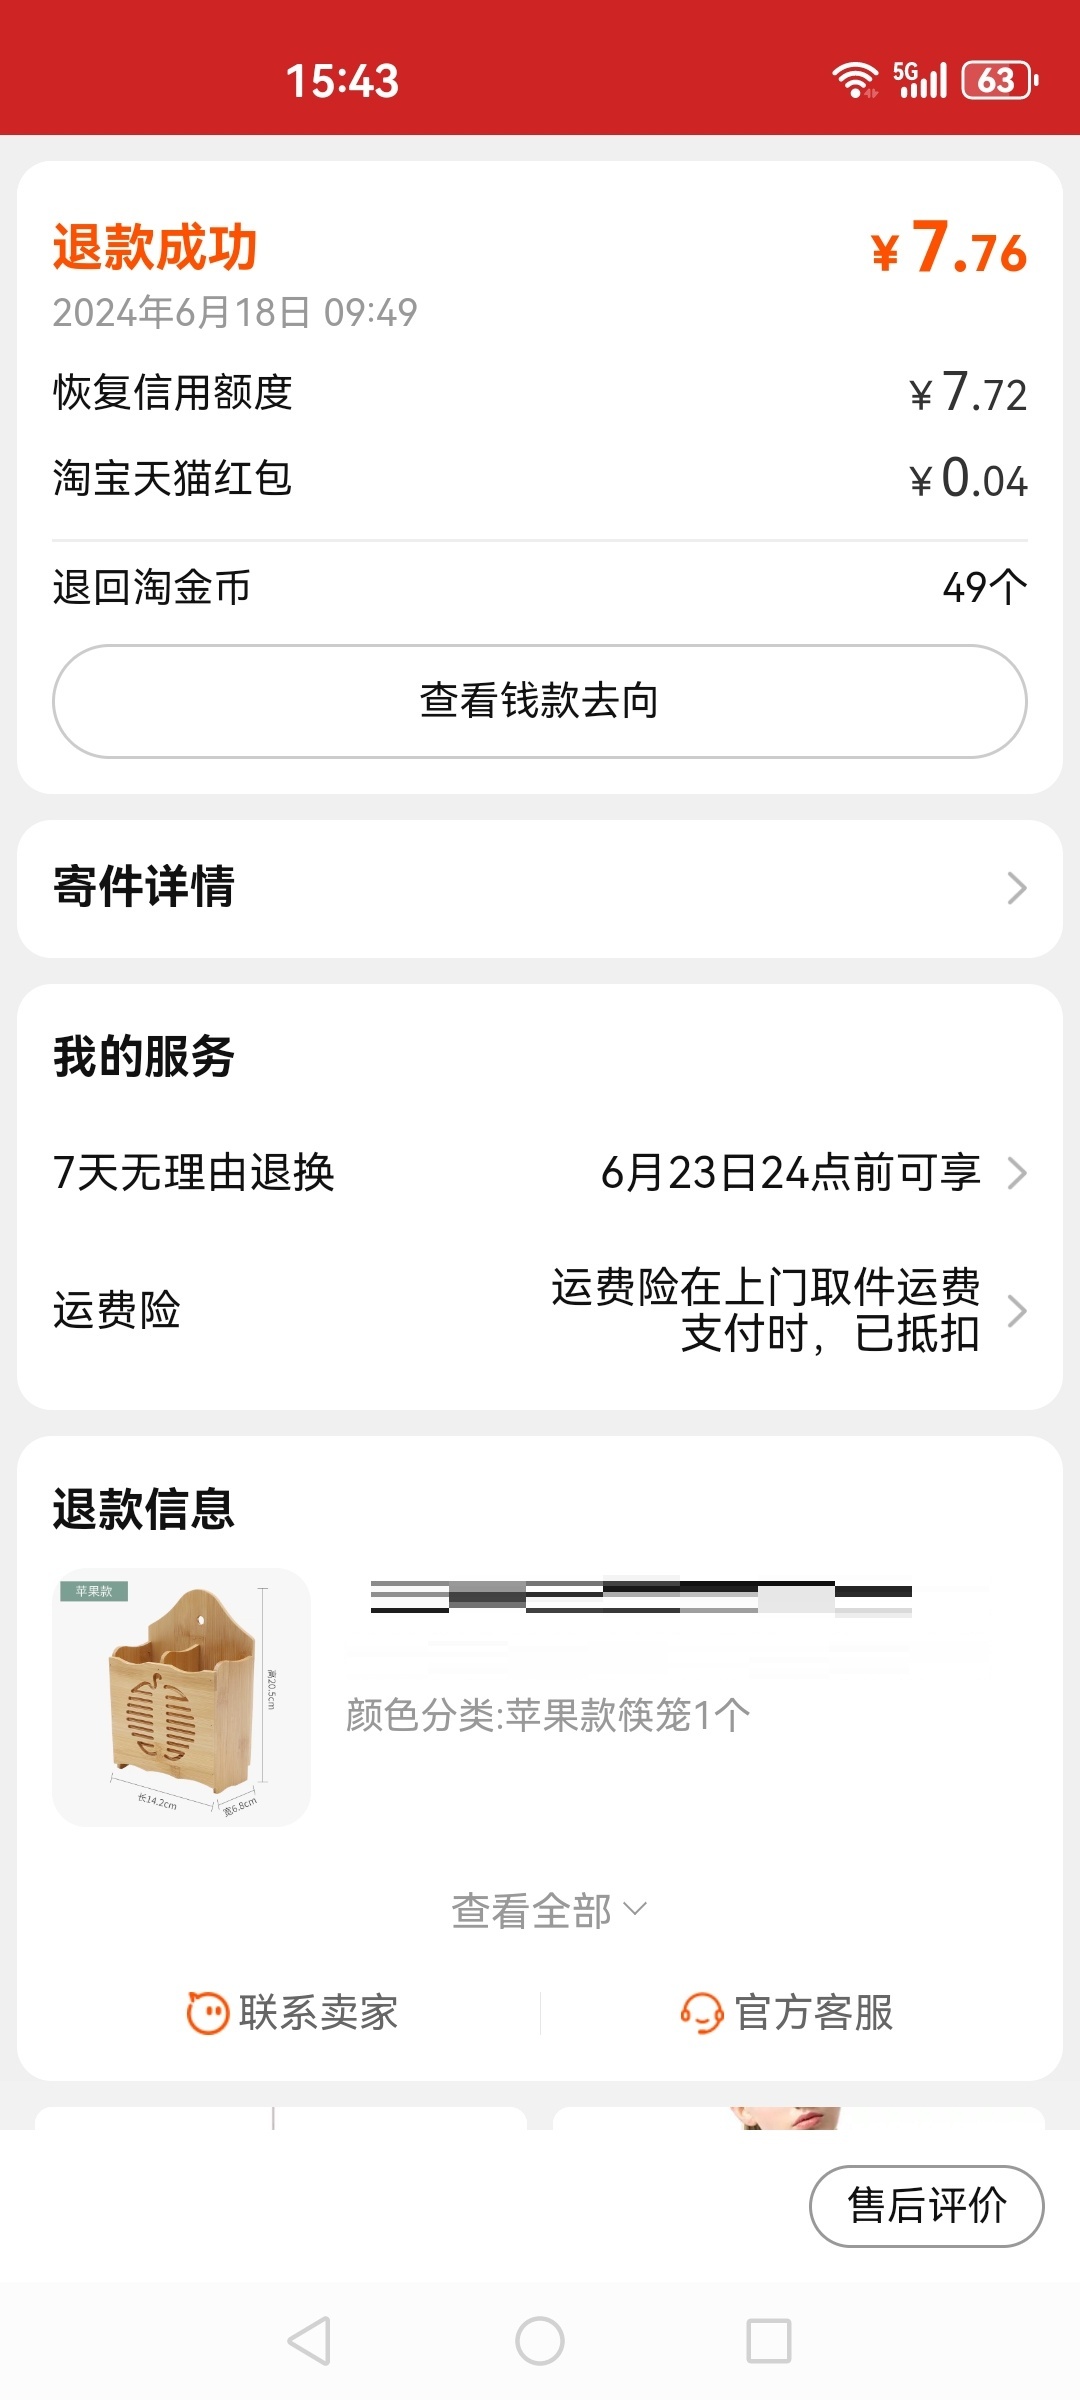 15:43
5G
63
退款成功
¥7.76
2024年6月18日 09:49
恢复信用额度
¥7.72
淘宝天猫红包
¥0.04
退回淘金币
49个
查看钱款去向
寄件详情
我的服务
7天无理由退换
6月23日24点前可享
运费险
运费险在上门取件运费
支付时，已抵扣
退款信息
苹果款
高20.5cm
长14.2cm
宽6.8cm
颜色分类:苹果款筷笼1个
查看全部
联系卖家
官方客服
售后评价